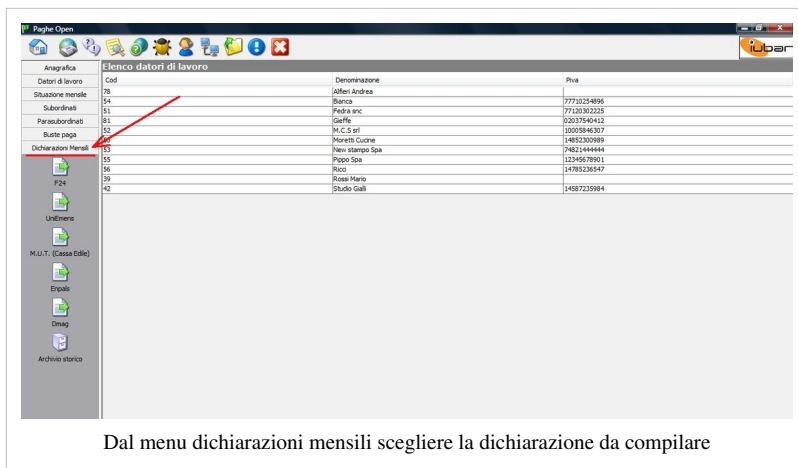 Paghe Open
iubar
Anagrafica
Datori di lavoro
Situazione mensile
Subordinati
Parasubordinati
Buste paga
Dichiarazioni Mensili
F24
UniEmens
M.U.T. (Cassa Edile)
Enpals
Dmag
Archivio storico
Elenco datori di lavoro
Cod Denominazione Piva
78 Alfieri Andrea
54 Bianca 77710254896
51 Fedra snc 77120302225
81 Gieffe 02037540412
52 M.C.S srl 10005846307
Moretti Cucine 14852300989
53 New stampo Spa 74821444444
55 Pippo Spa 12345678901
56 Ricci 14785236547
39 Rossi Mario
42 Studio Gialli 14587235984
Dal menu dichiarazioni mensili scegliere la dichiarazione da compilare